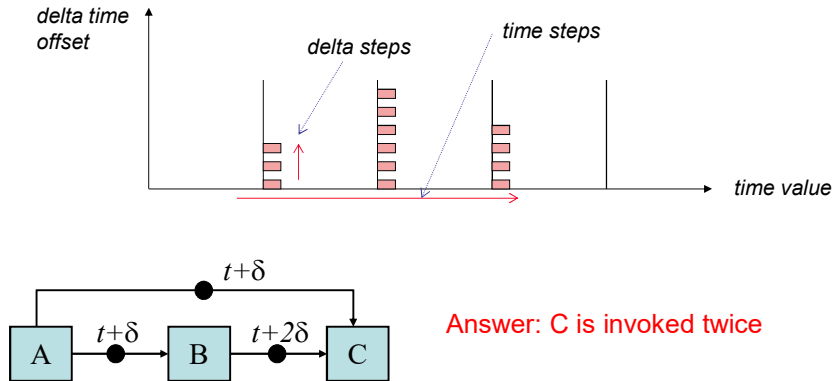 delta time
offset
delta steps
time steps
time value
t+δ
t+δ
t+2δ
A
B
C
Answer: C is invoked twice